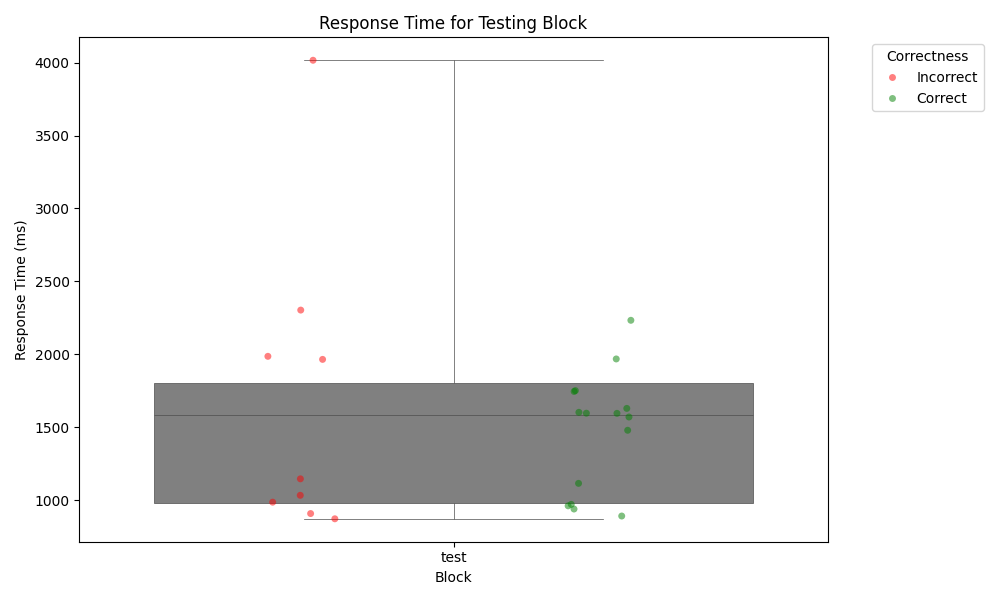 Response Time for Testing Block
Correctness
Incorrect
Correct
4000
3500
3000
2500
2000
1500
1000
Response Time (ms)
test
Block